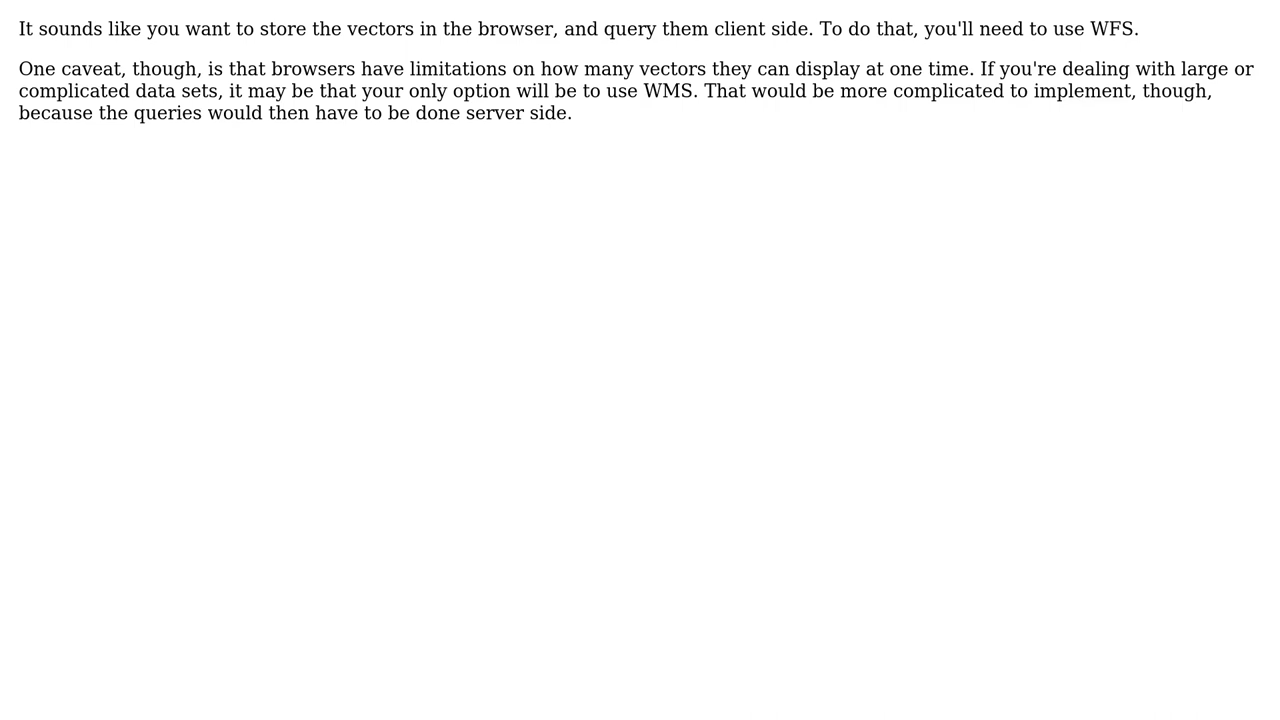 It sounds like you want to store the vectors in the browser, and query them client side. To do that, you'll need to use WFS.
One caveat, though, is that browsers have limitations on how many vectors they can display at one time. If you're dealing with large or
complicated data sets, it may be that your only option will be to use WMS. That would be more complicated to implement, though,
because the queries would then have to be done server side.